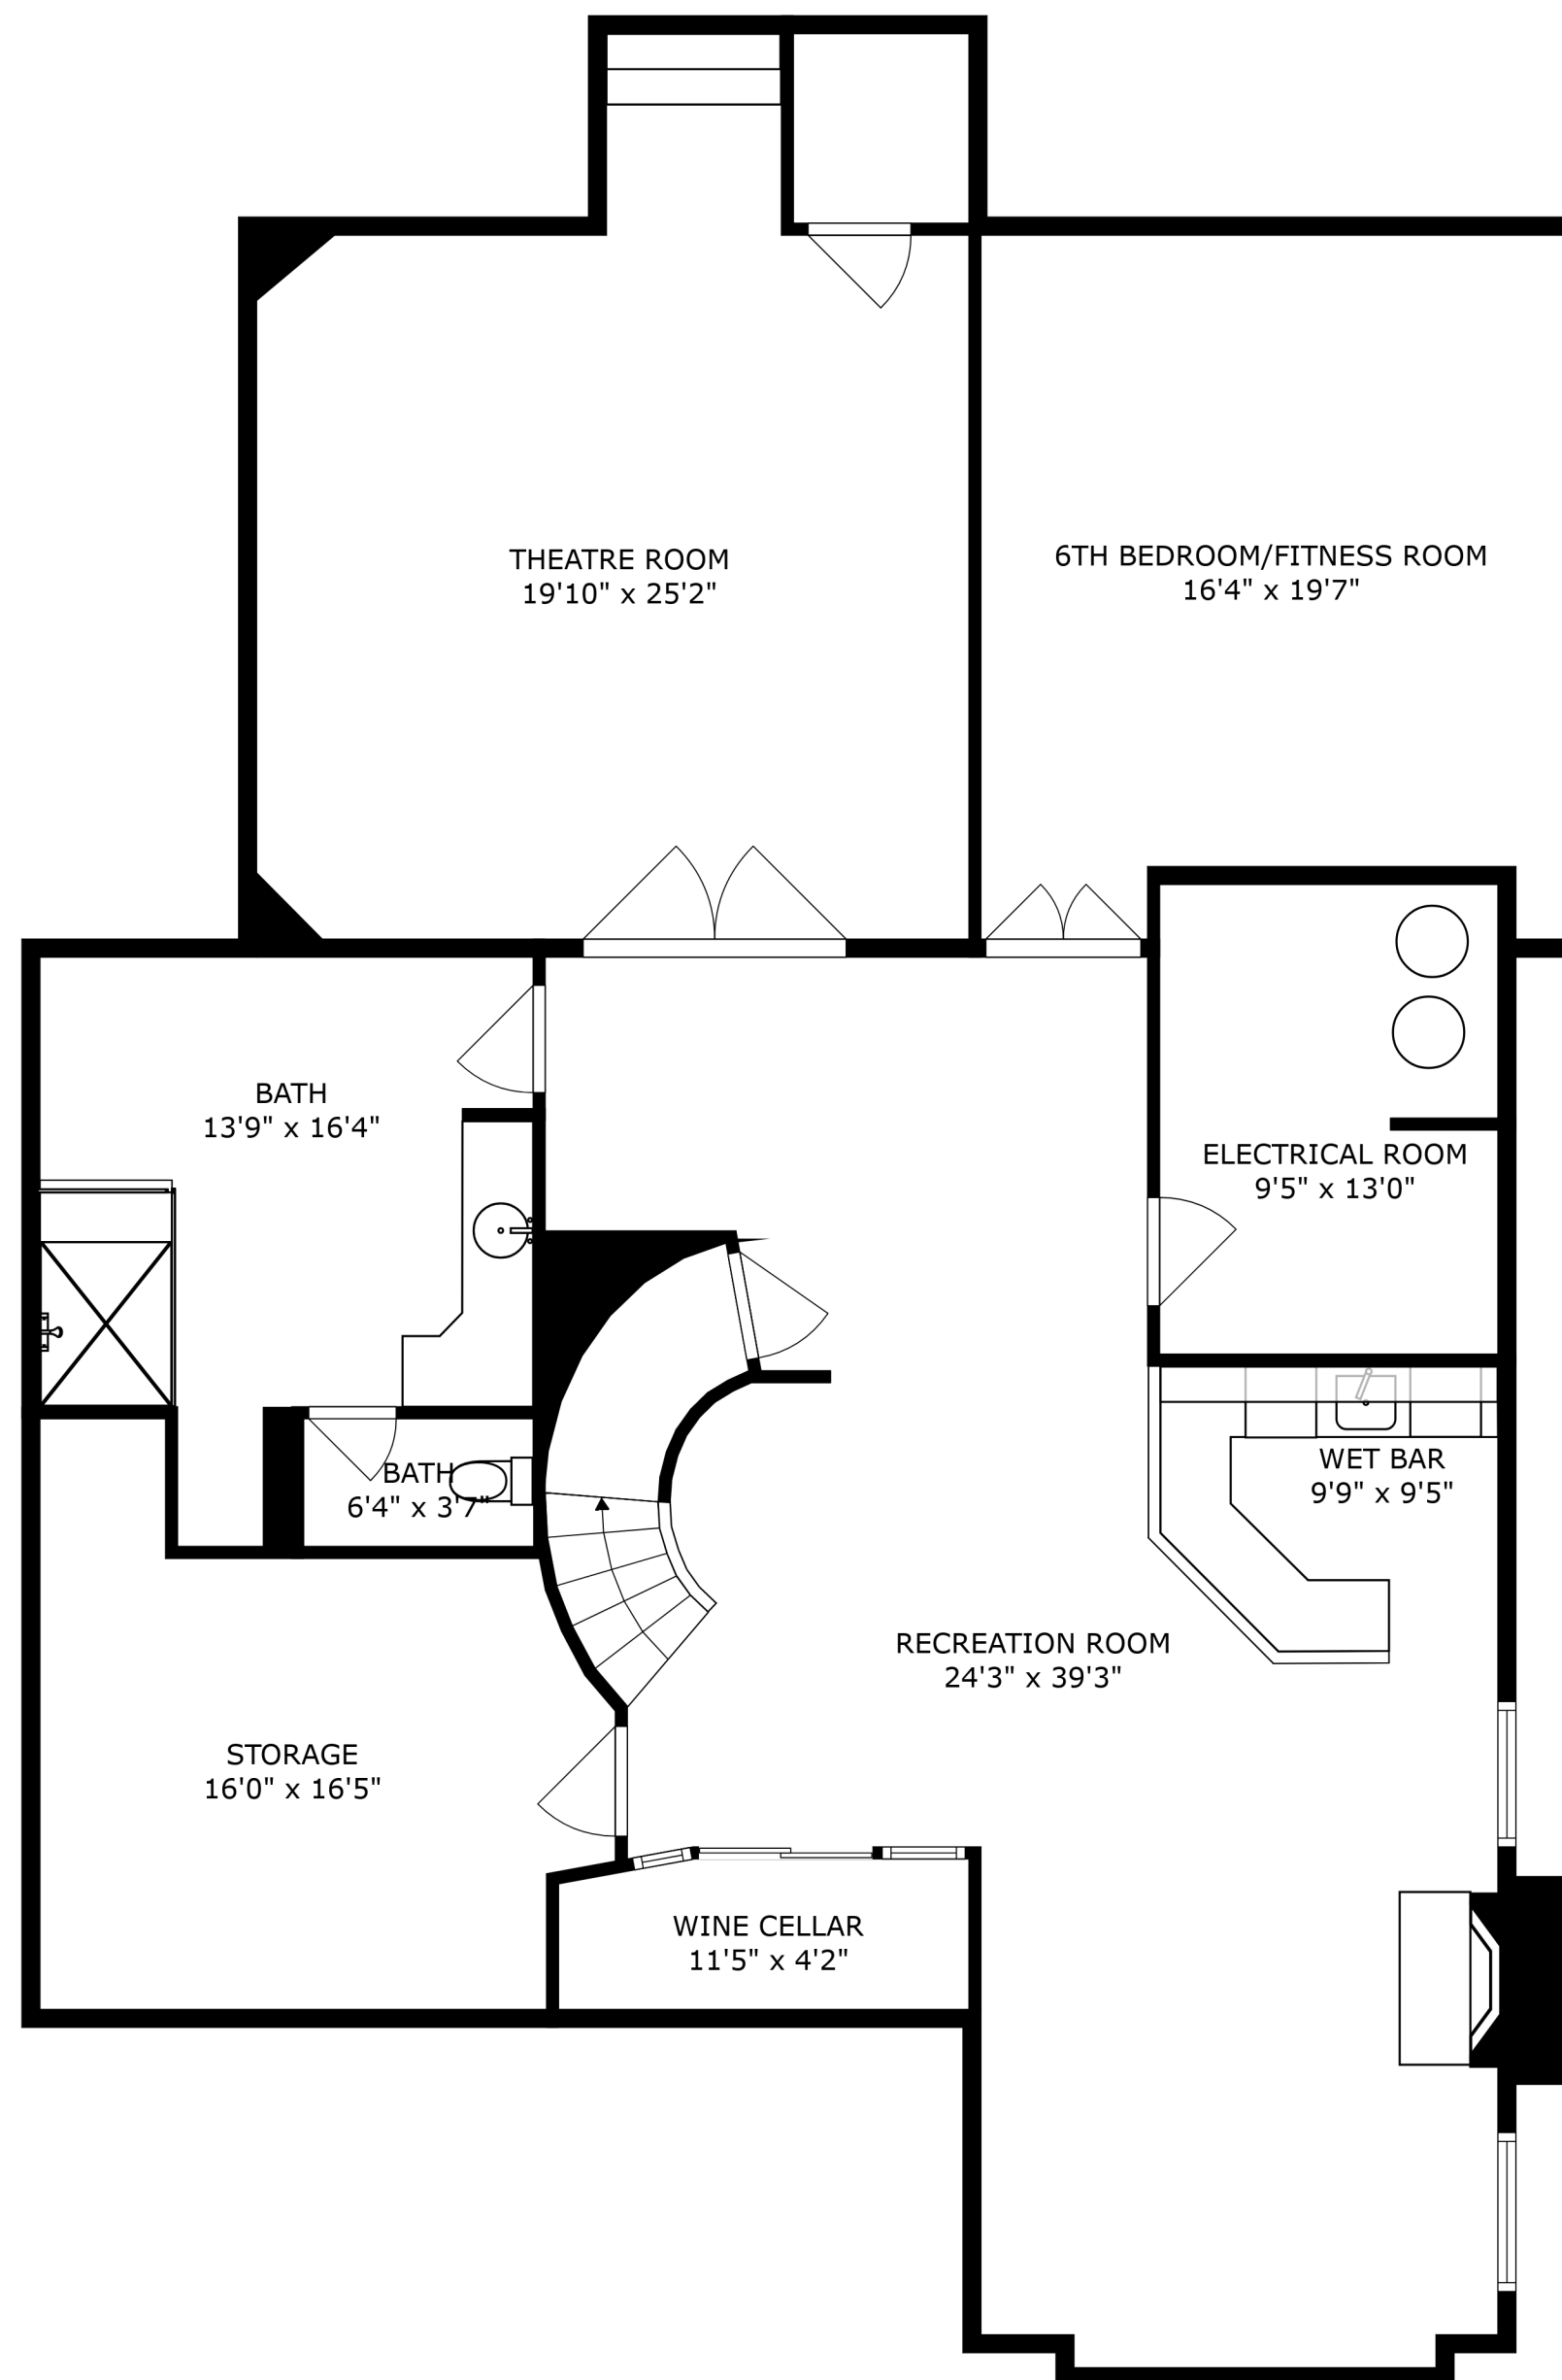 THEATRE ROOM
19'10" x 25'2"
6TH BEDROOM/FITNESS ROOM
16'4" x 19'7"
BATH
13'9" x 16'4"
ELECTRICAL ROOM
9'5" x 13'0"
BATH
6'4" x 3'7"
WET BAR
9'9" x 9'5"
RECREATION ROOM
24'3" x 39'3"
STORAGE
16'0" x 16'5"
WINE CELLAR
11'5" x 4'2"